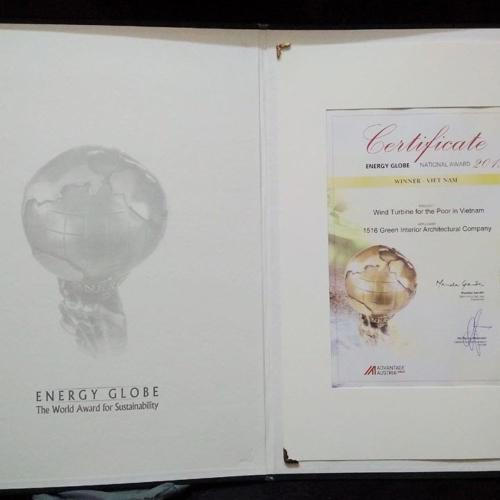 ENERGY GLOBE
The World Award for Sustainability
Certificate
ENERGY GLOBE NATIONAL AWARD
WINNER - VIET NAM
Wind Turbine for the Poor in Vietnam
1516 Green Interior Architectural Company
ADVANTAGE
AUSTRIA